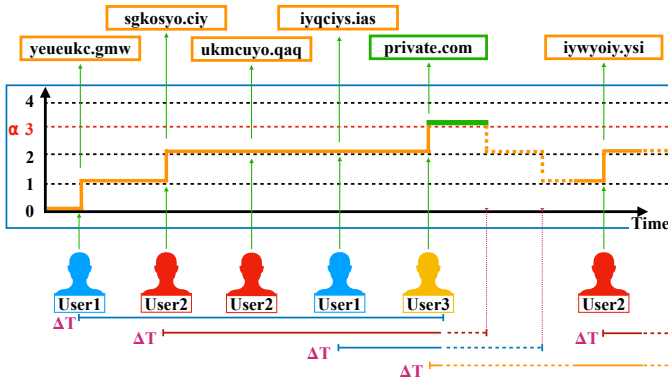 sgkosyo.ciy
iyqciys.ias
yeueukc.gmw
ukmcuyo.qaq
private.com
iywyoiy.ysi
4
α 3
2
1
0
Time
User1
User2
User2
User1
User3
User2
ΔT
ΔT
ΔT
ΔT
ΔT